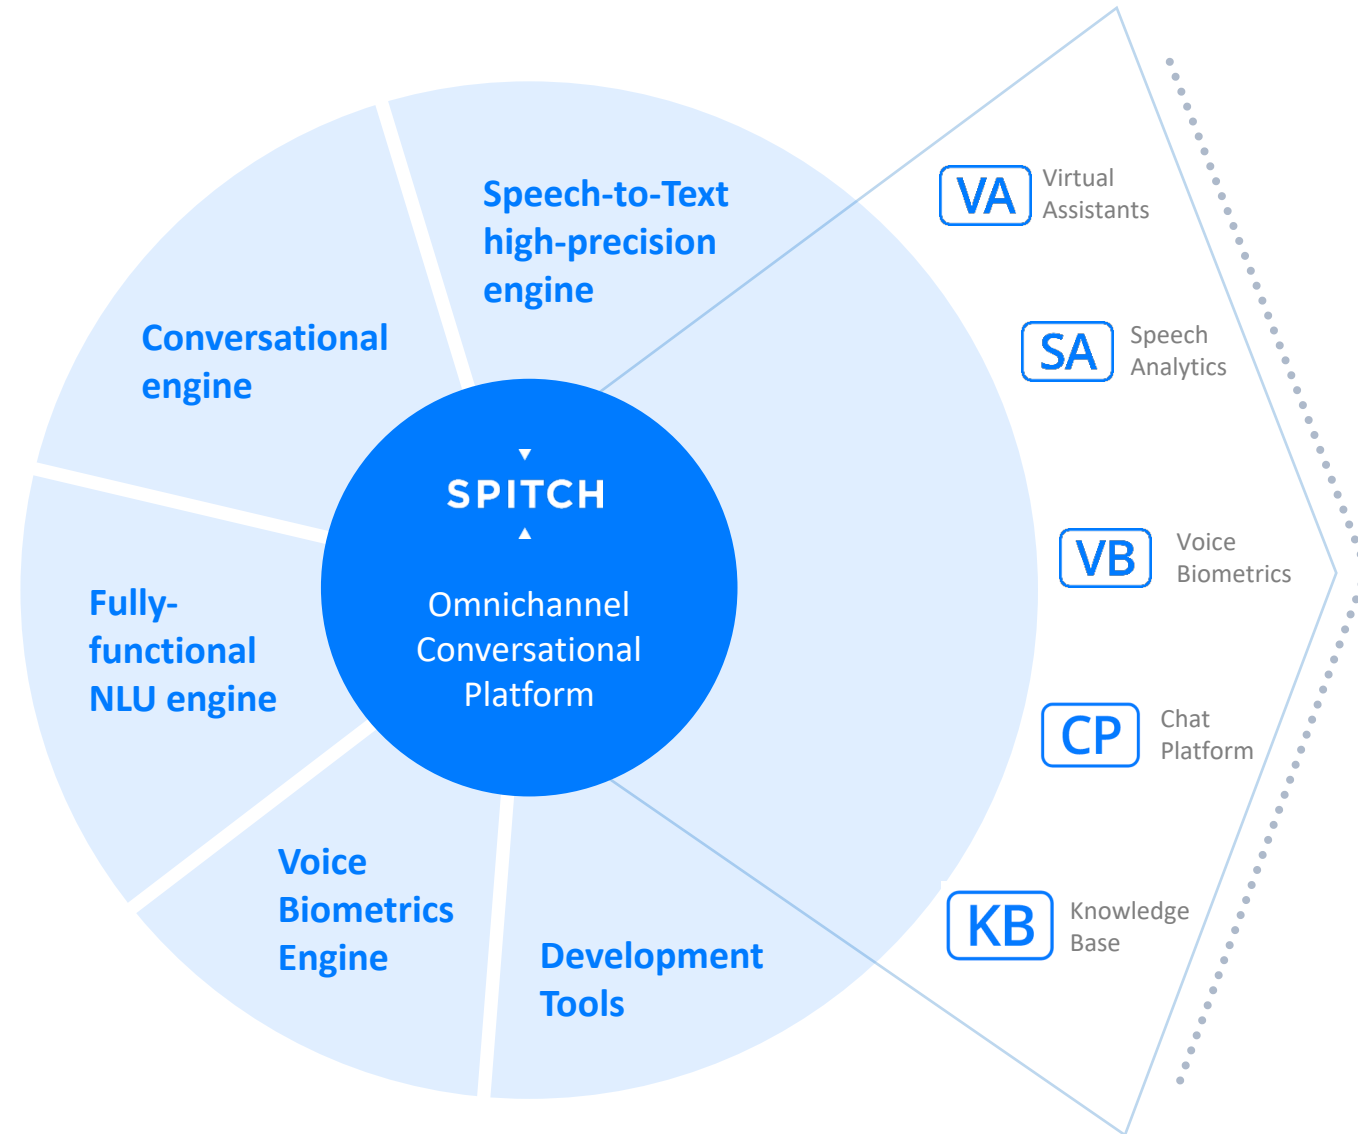 Speech-to-Text
high-precision
engine
Conversational
engine
Fully-
functional
NLU engine
Voice
Biometrics
Engine
Development
Tools
SPITCH
Omnichannel
Conversational
Platform
VA
Virtual
Assistants
SA
Speech
Analytics
VB
Voice
Biometrics
CP
Chat
Platform
KB
Knowledge
Base